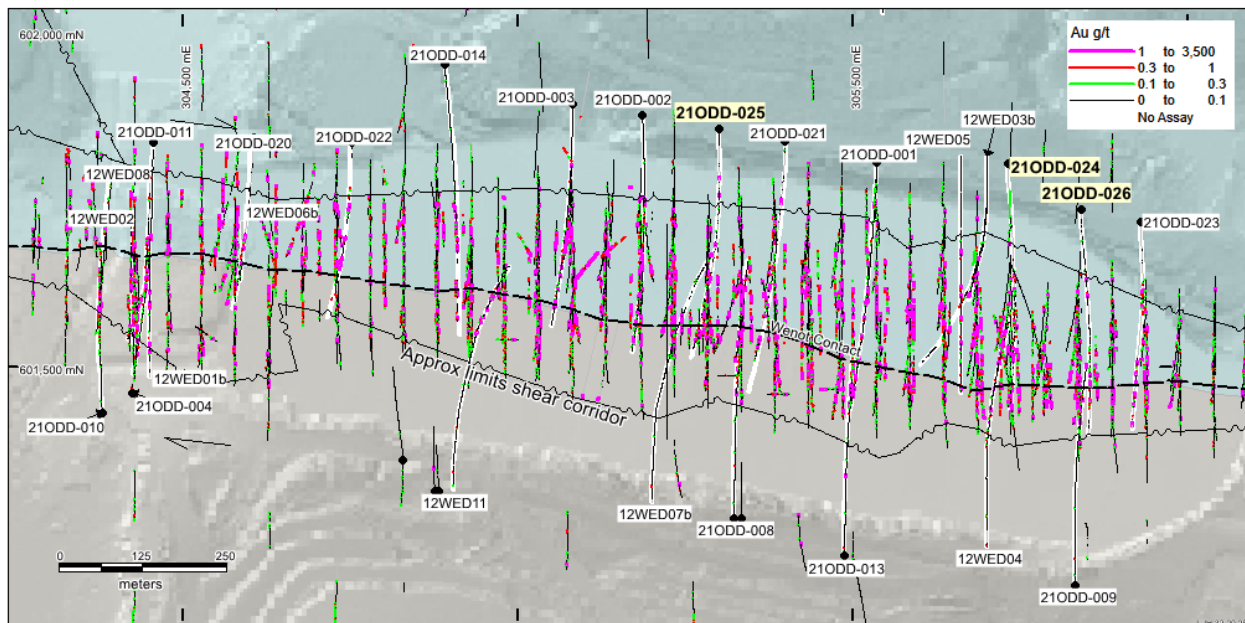 602,000 mN
304,500 mE
305,500 mE
Au g/t
1 to 3,500
0.3 to 1
0.1 to 0.3
0 to 0.1
No Assay
21ODD-014
21ODD-003
21ODD-002
21ODD-025
21ODD-011
21ODD-020
21ODD-022
21ODD-021
21ODD-001
12WED05
12WED03b
21ODD-024
21ODD-026
21ODD-023
12WED08
12WED02
12WED06b
Wenot Contact
601,500 mN
Approx limits shear corridor
12WED01b
21ODD-004
21ODD-010
12WED11
12WED07b
21ODD-008
21ODD-013
12WED04
21ODD-009
0 125 250
meters